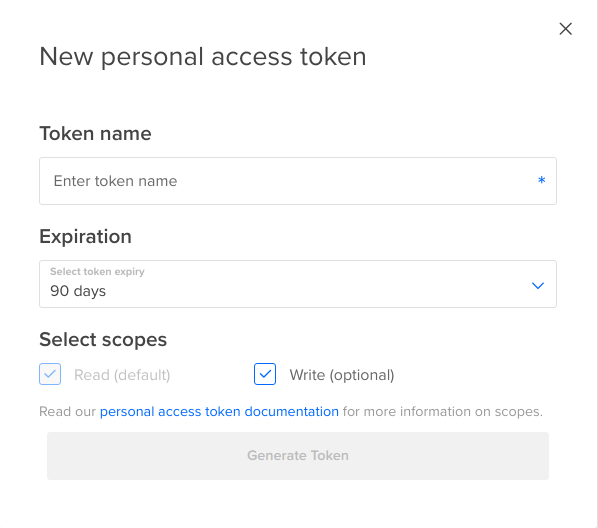 New personal access token
Token name
Enter token name *
Expiration
Select token expiry
90 days
Select scopes
Read (default) Write (optional)
Read our personal access token documentation for more information on scopes.
Generate Token